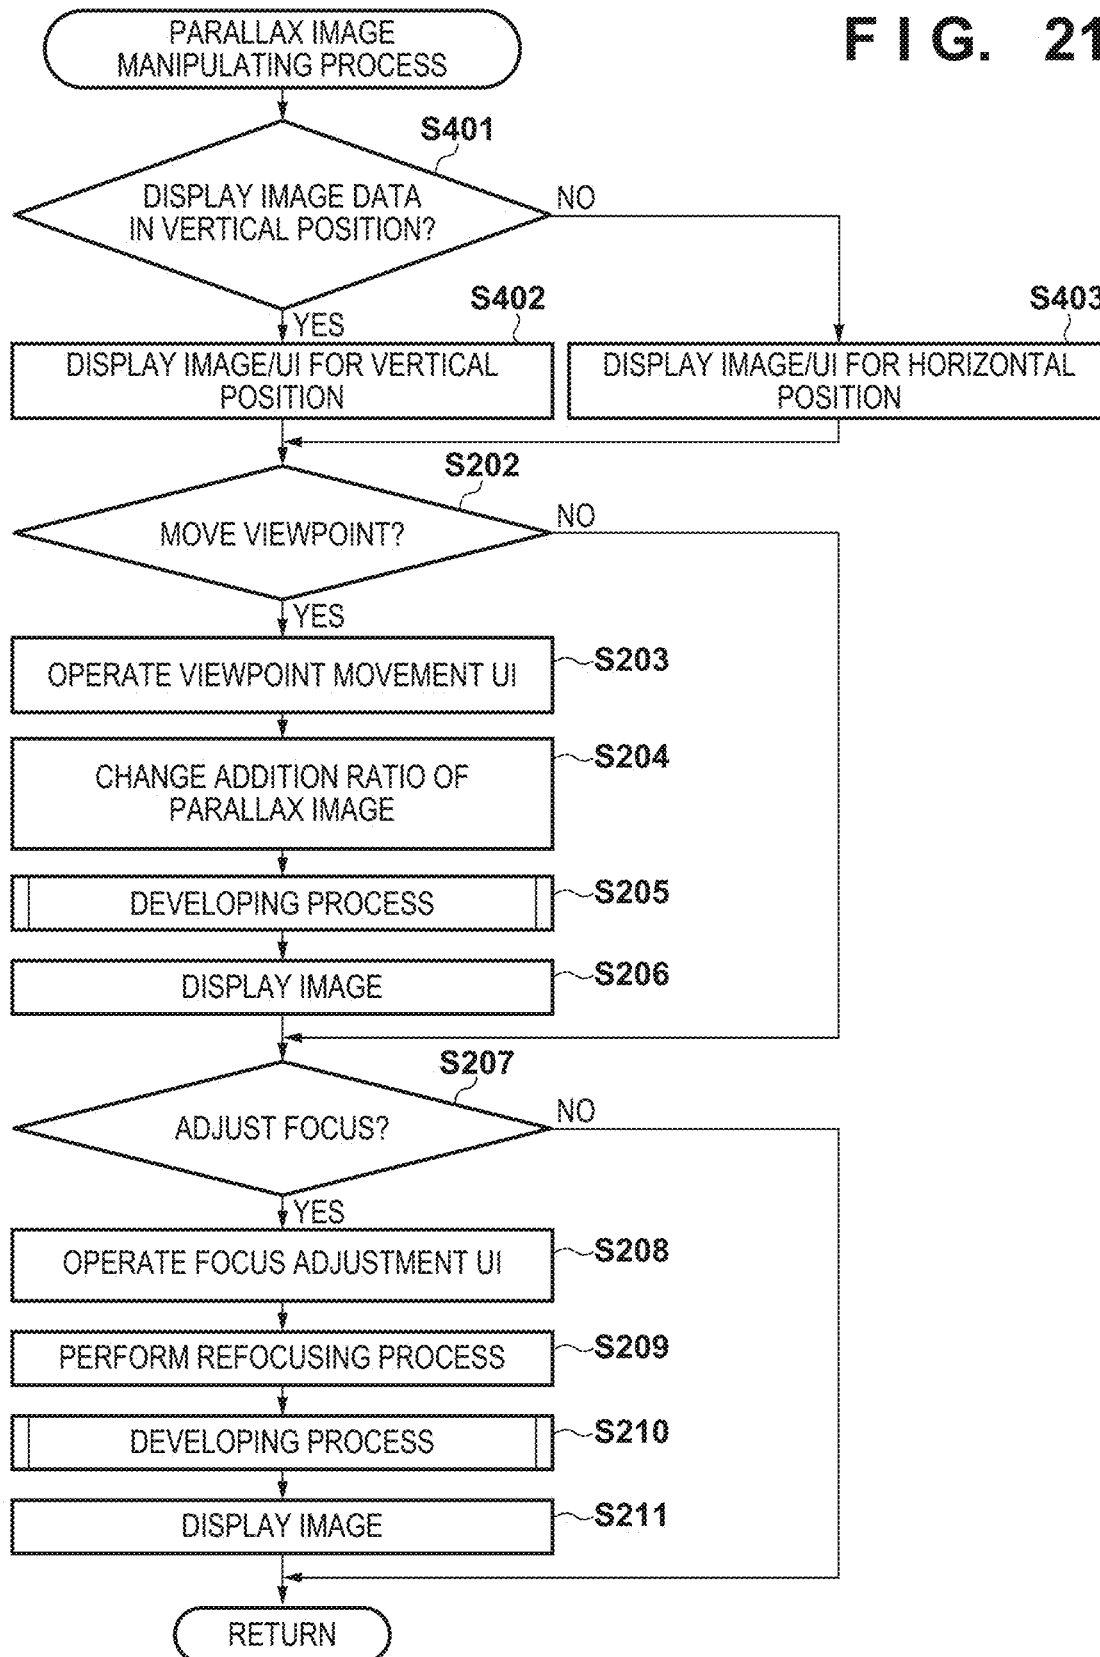 FIG. 21
PARALLAX IMAGE
MANIPULATING PROCESS
S401
DISPLAY IMAGE DATA
IN VERTICAL POSITION?
NO
YES
S402
S403
DISPLAY IMAGE/UI FOR VERTICAL
POSITION
DISPLAY IMAGE/UI FOR HORIZONTAL
POSITION
S202
MOVE VIEWPOINT?
NO
YES
OPERATE VIEWPOINT MOVEMENT UI
S203
CHANGE ADDITION RATIO OF
PARALLAX IMAGE
S204
DEVELOPING PROCESS
S205
DISPLAY IMAGE
S206
S207
ADJUST FOCUS?
NO
YES
OPERATE FOCUS ADJUSTMENT UI
S208
PERFORM REFOCUSING PROCESS
S209
DEVELOPING PROCESS
S210
DISPLAY IMAGE
S211
RETURN